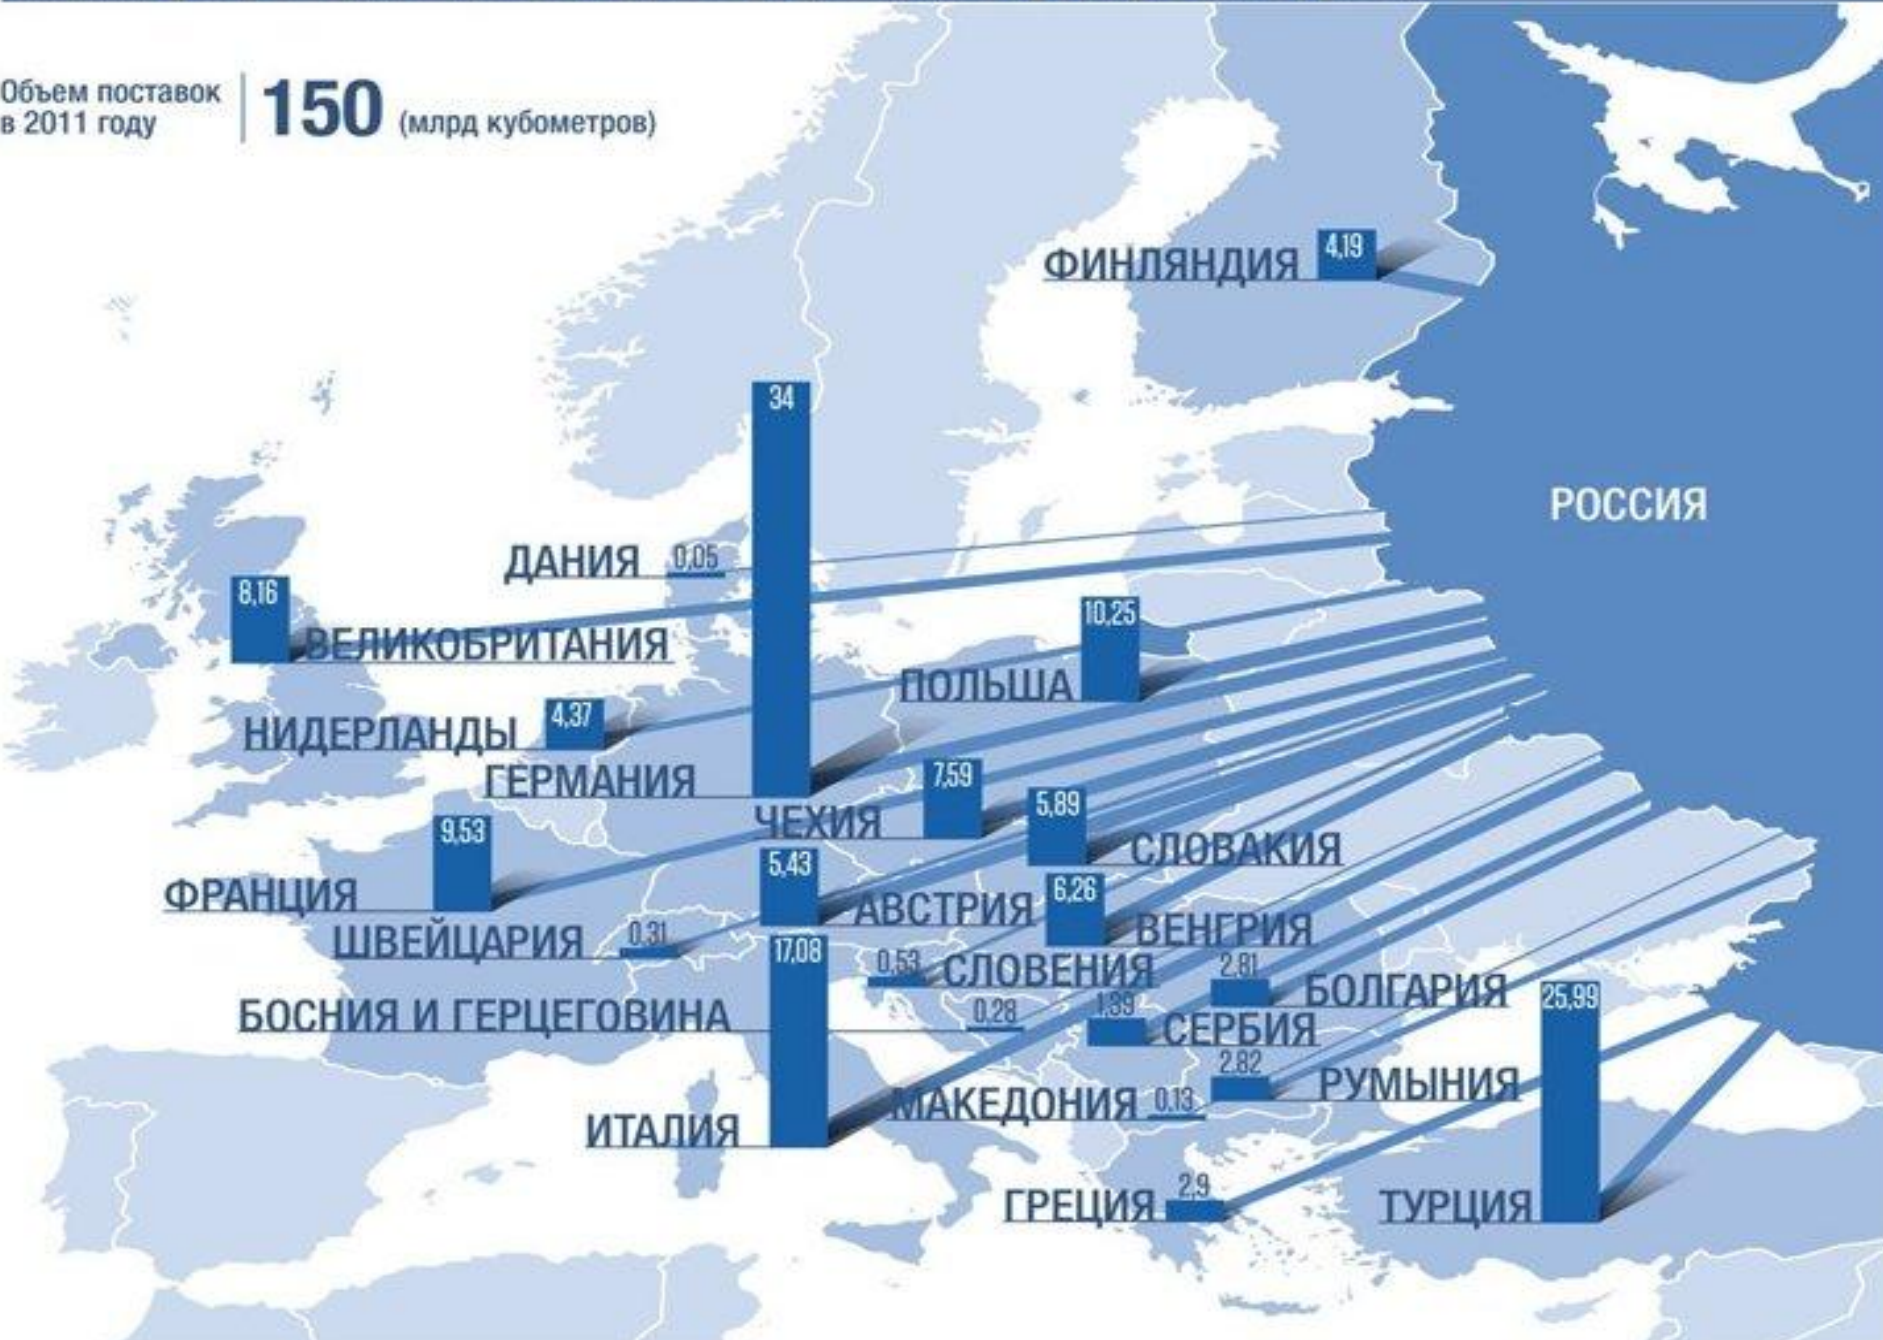 Объем поставок
в 2011 году
150 (млрд кубометров)
ФИНЛЯНДИЯ 4,19
РОССИЯ
34
ДАНИЯ 0,05
8,16
ВЕЛИКОБРИТАНИЯ
10,25
ПОЛЬША
НИДЕРЛАНДЫ 4,37
ГЕРМАНИЯ
7,59
ЧЕХИЯ
5,89
СЛОВАКИЯ
9,53
ФРАНЦИЯ
5,43
АВСТРИЯ
6,26
ВЕНГРИЯ
ШВЕЙЦАРИЯ 0.31
17,08
0,53 СЛОВЕНИЯ
2,81 БОЛГАРИЯ
25,99
БОСНИЯ И ГЕРЦЕГОВИНА 0.28
1,39 СЕРБИЯ
2.82 РУМЫНИЯ
МАКЕДОНИЯ 0.13
ИТАЛИЯ
ГРЕЦИЯ 2,9
ТУРЦИЯ